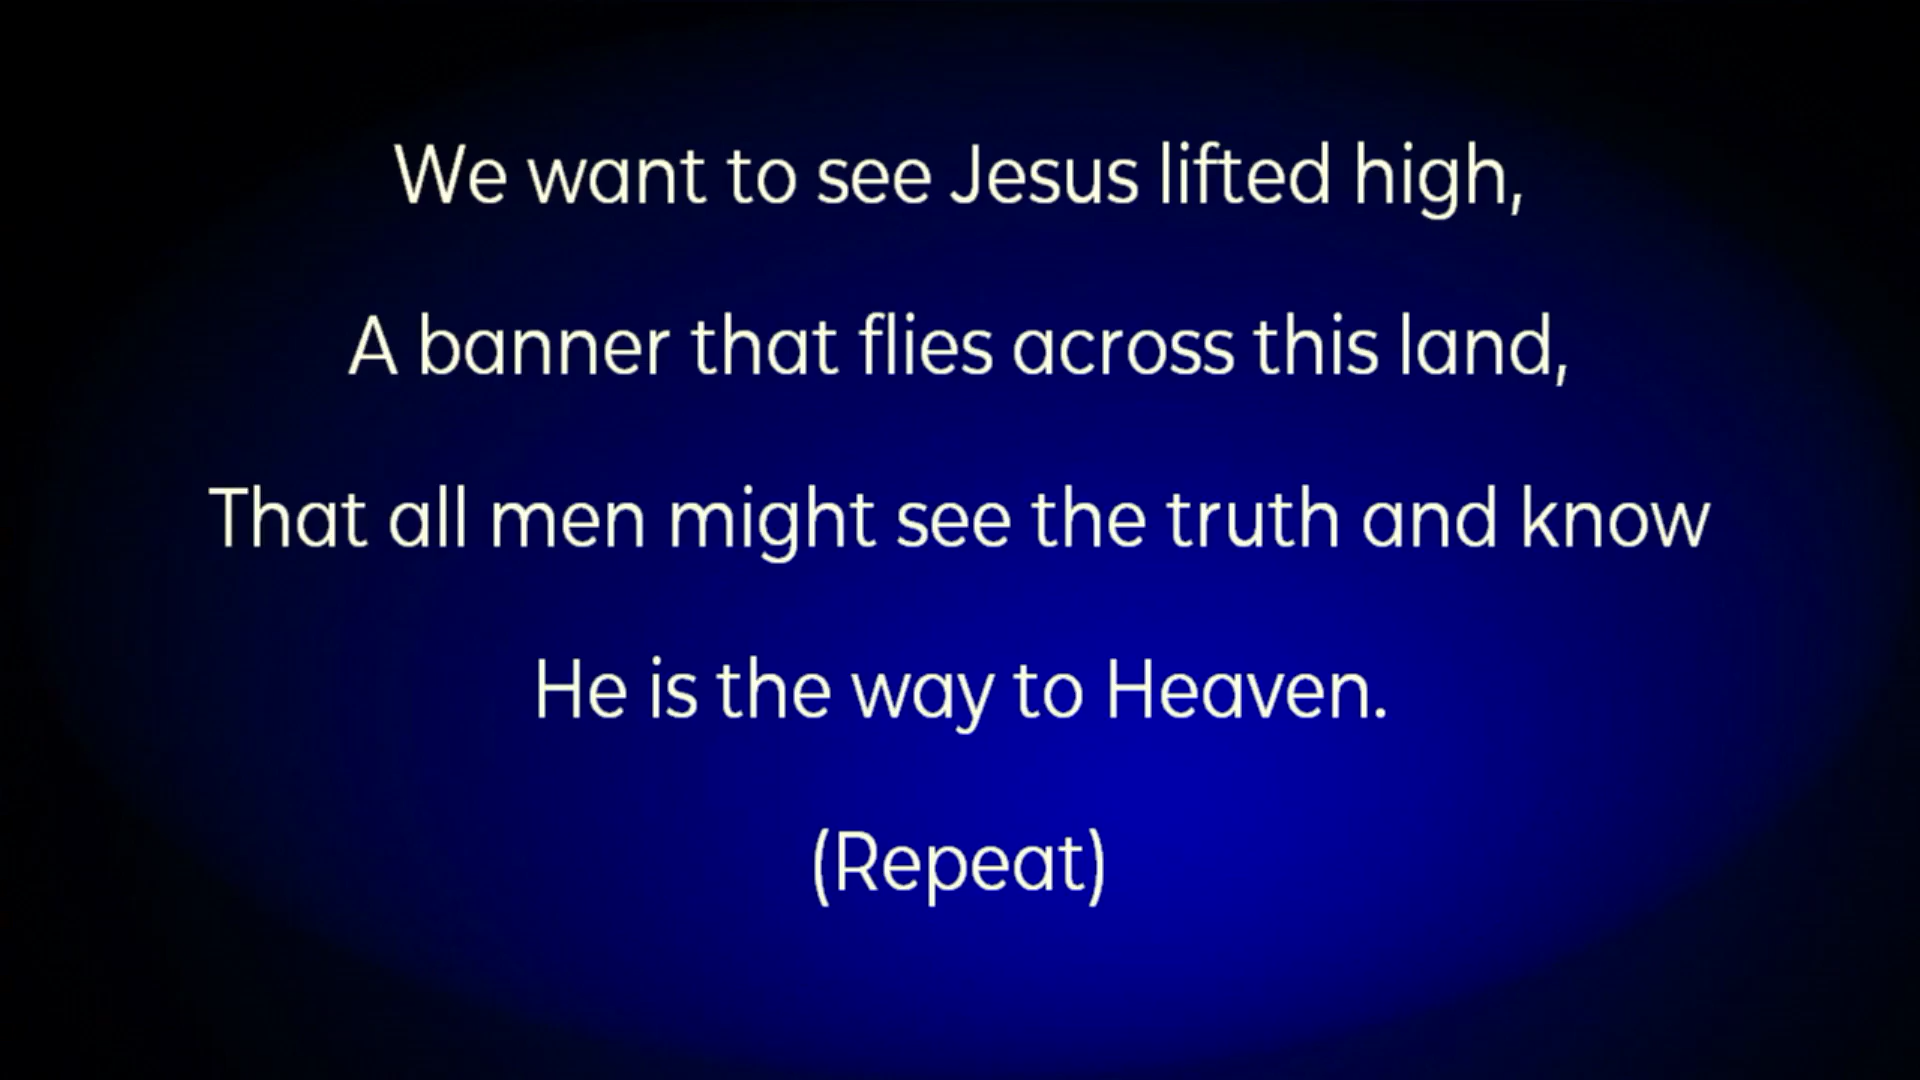 We want to see Jesus lifted high,
A banner that flies across this land,
That all men might see the truth and know
He is the way to Heaven.
(Repeat)